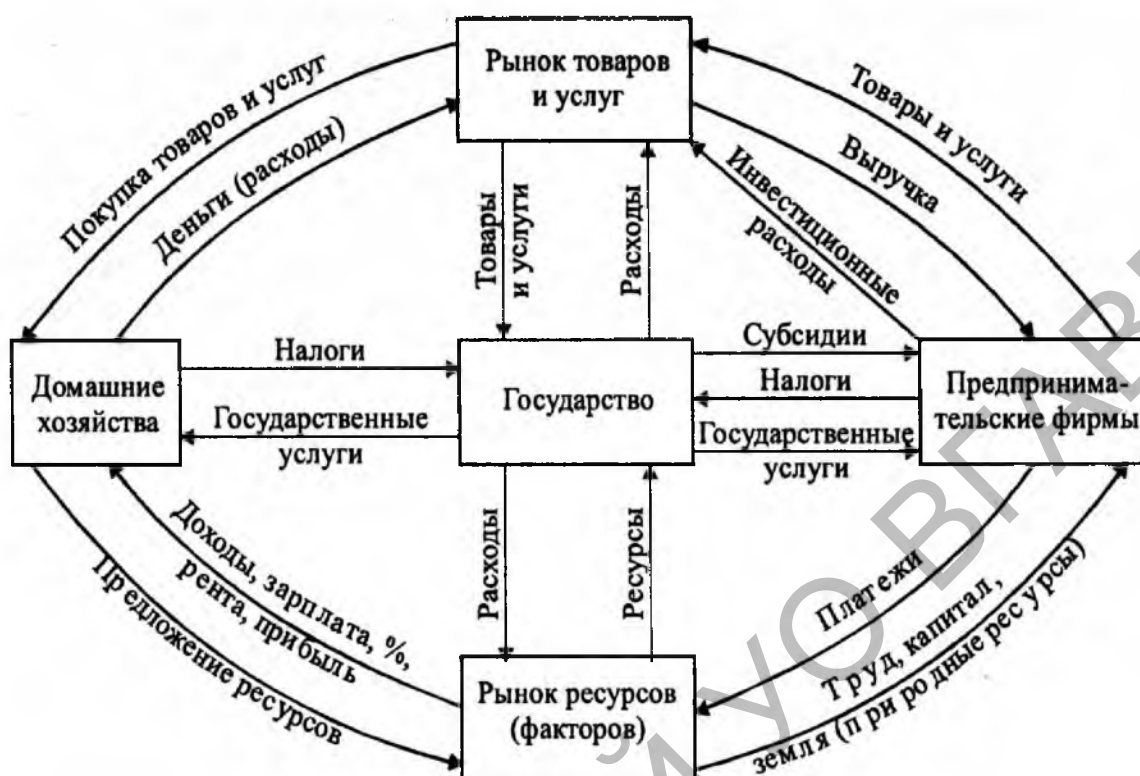 Рынок товаров
и услуг
Покупка товаров и услуг
Деньги (расходы)
Товары и услуги
Выручка
Инвестиционные
расходы
Товары
и услуги
Расходы
Домашние
хозяйства
Налоги
Государственные
услуги
Государство
Субсидии
Налоги
Государственные
услуги
Предпринима-
тельские фирмы
Доходы, зарплата, %,
рента, прибыль
Предложение ресурсов
Расходы
Ресурсы
Платежи
Труд, капитал,
земля (природные ресурсы)
Рынок ресурсов
(факторов)
УО ВГАВ